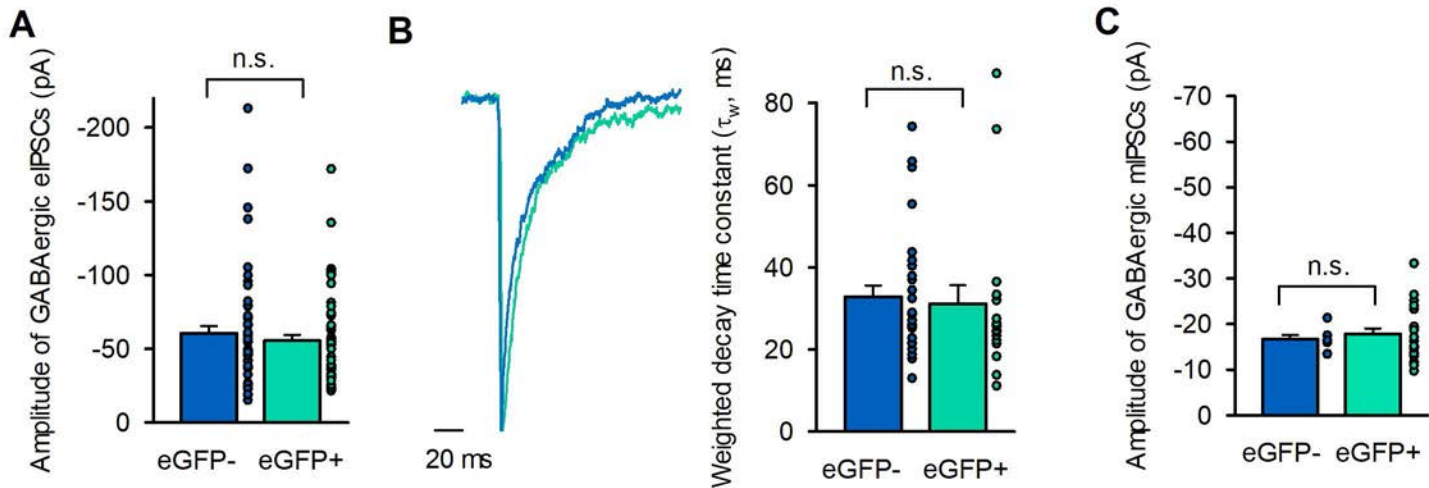 A
Amplitude of GABAergic eIPSCs (pA)
n.s.
-200
-150
-100
-50
0
eGFP- eGFP+
B
20 ms
Weighted decay time constant (τw, ms)
n.s.
80
60
40
20
0
eGFP- eGFP+
C
Amplitude of GABAergic mIPSCs (pA)
-70
-60
-50
-40
-30
n.s.
-20
-10
0
eGFP- eGFP+